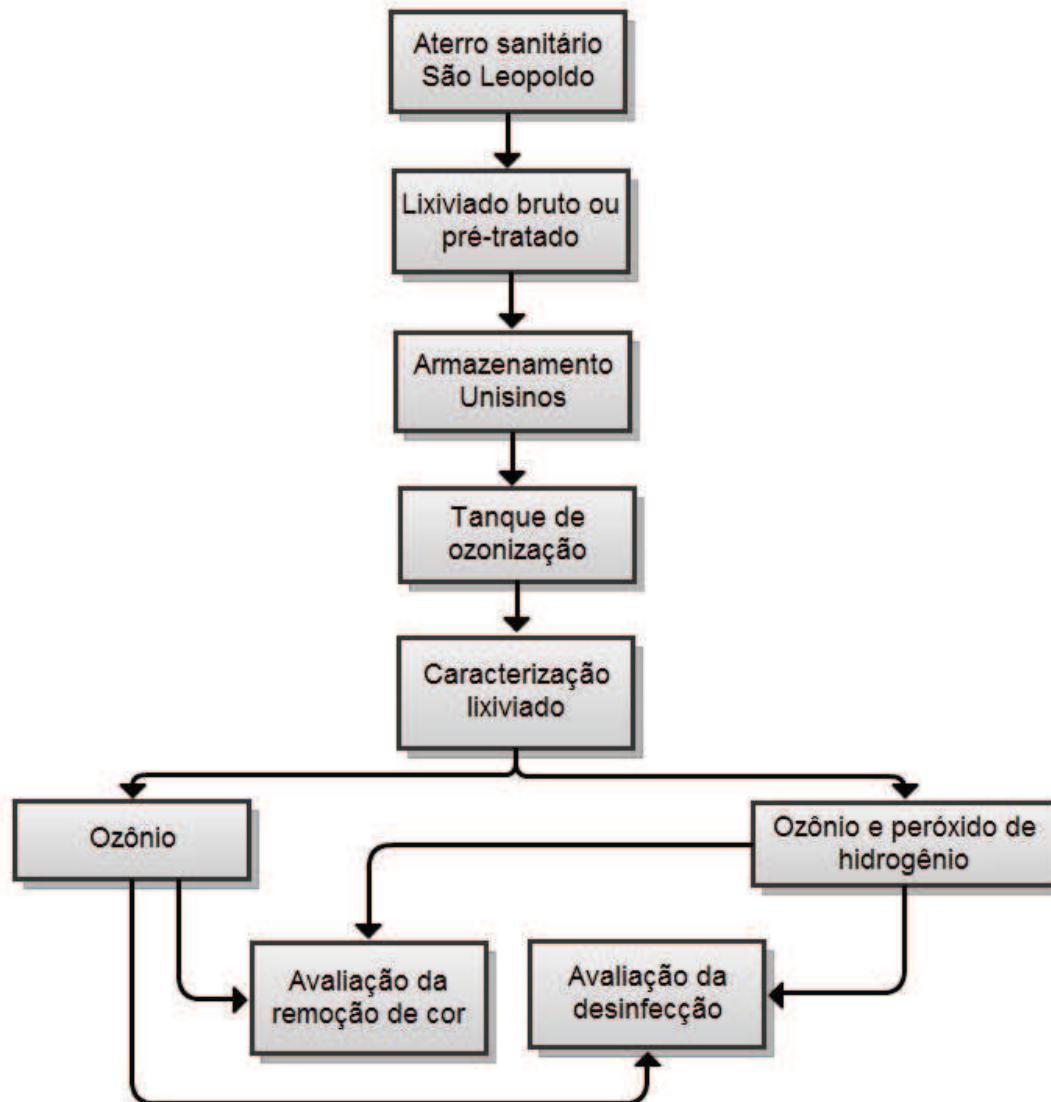 Aterro sanitário
São Leopoldo
Lixiviado bruto ou
pré-tratado
Armazenamento
Unisinos
Tanque de
ozonização
Caracterização
lixiviado
Ozônio
Ozônio e peróxido de
hidrogênio
Avaliação da
remoção de cor
Avaliação da
desinfecção